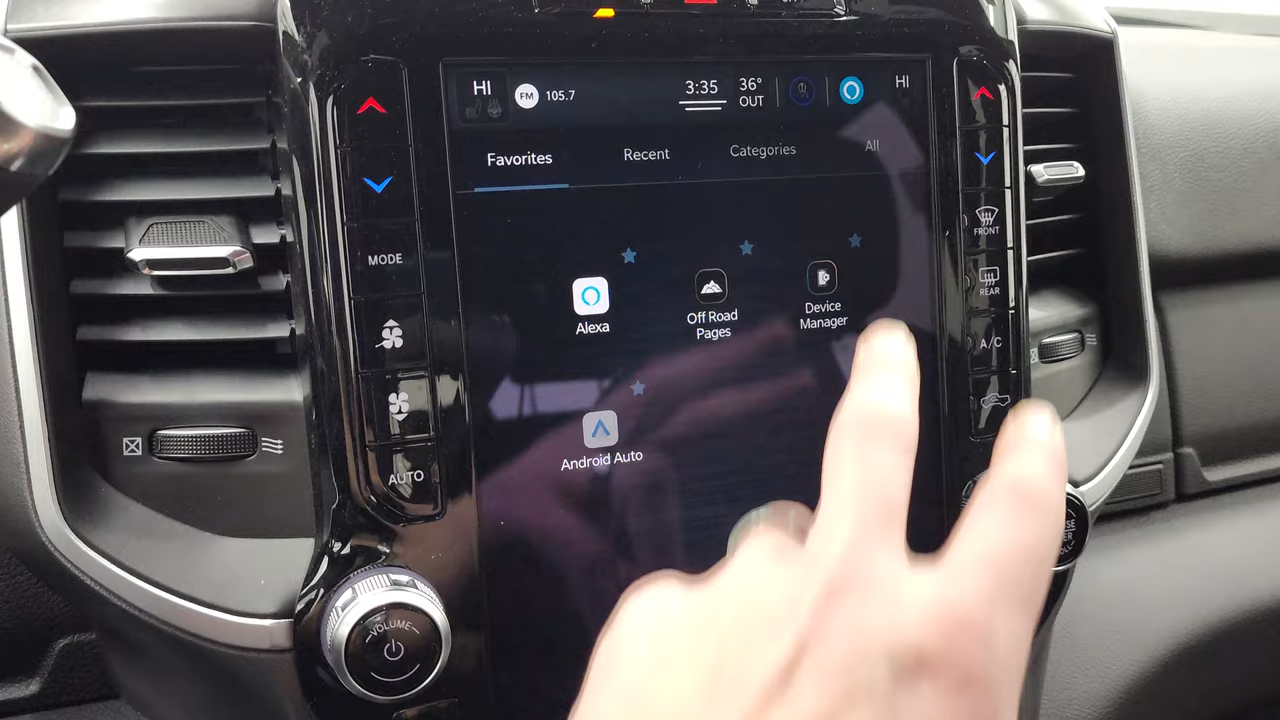 HI
FM 105.7
3:35
36°
OUT
HI
Favorites
Recent
Categories
All
MODE
AUTO
FRONT
REAR
A/C
Alexa
Off Road
Pages
Device
Manager
Android Auto
VOLUME